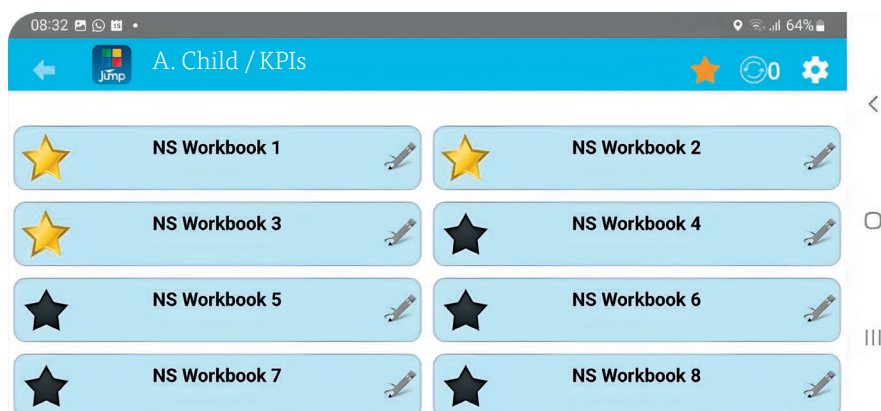 08:32 64%
Jump A. Child / KPIs 0
NS Workbook 1 NS Workbook 2
NS Workbook 3 NS Workbook 4
NS Workbook 5 NS Workbook 6
NS Workbook 7 NS Workbook 8